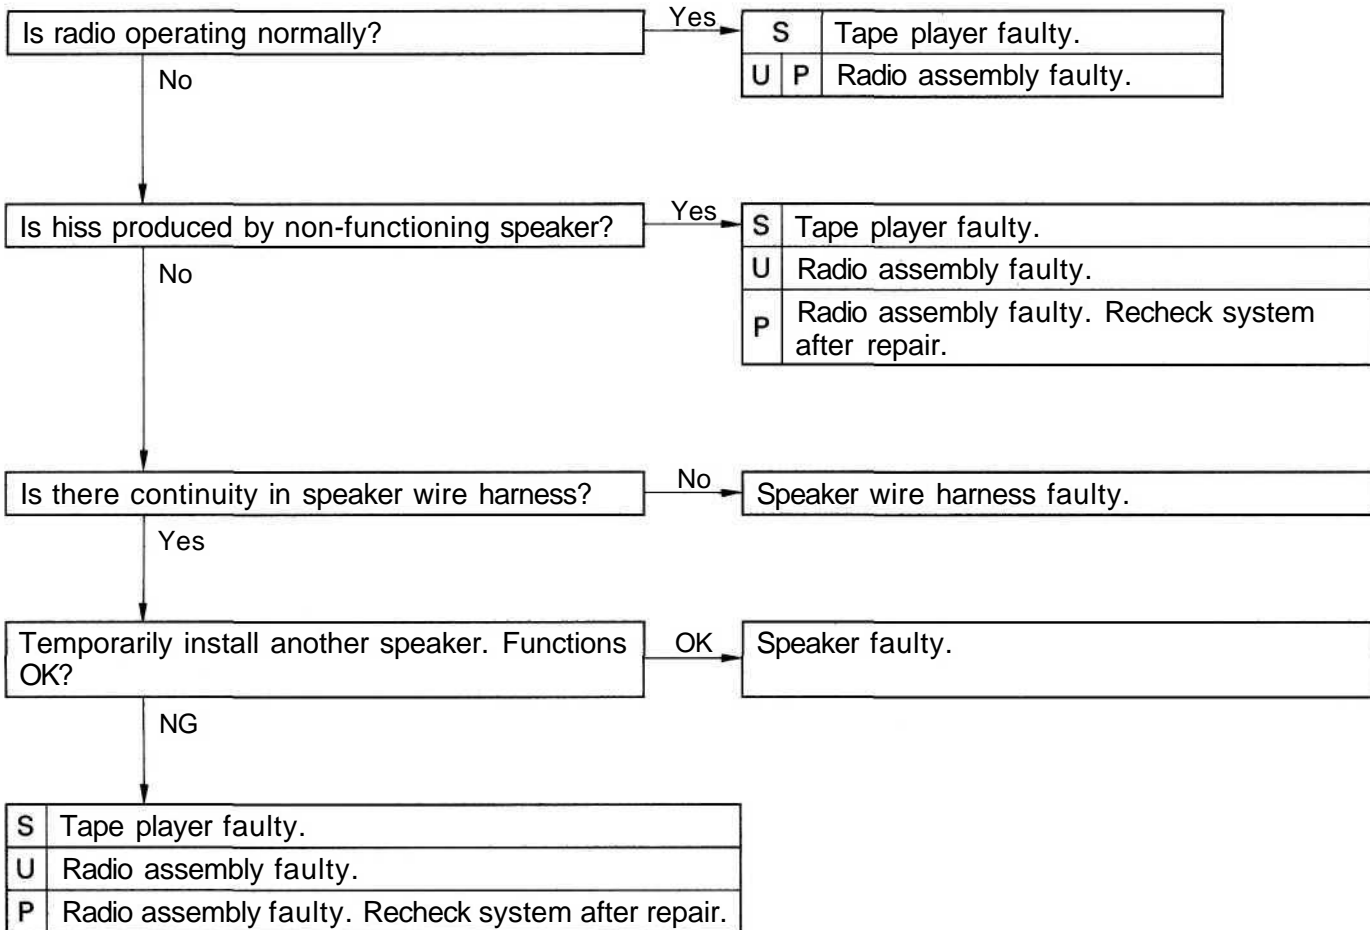 Is radio operating normally?
Yes
S Tape player faulty.
U P Radio assembly faulty.
No
Is hiss produced by non-functioning speaker?
Yes
S Tape player faulty.
U Radio assembly faulty.
P Radio assembly faulty. Recheck system
after repair.
No
Is there continuity in speaker wire harness?
No
Speaker wire harness faulty.
Yes
Temporarily install another speaker. Functions
OK?
OK
Speaker faulty.
NG
S Tape player faulty.
U Radio assembly faulty.
P Radio assembly faulty. Recheck system after repair.